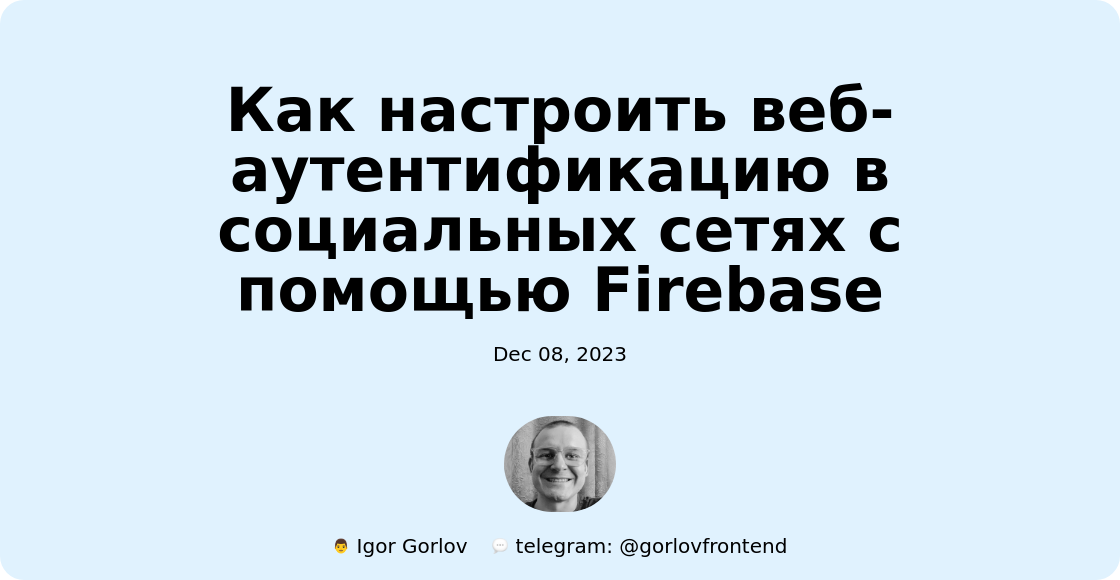 Как настроить веб-
аутентификацию в
социальных сетях с
помощью Firebase
Dec 08, 2023
👨 Igor Gorlov 💬 telegram: @gorlovfrontend